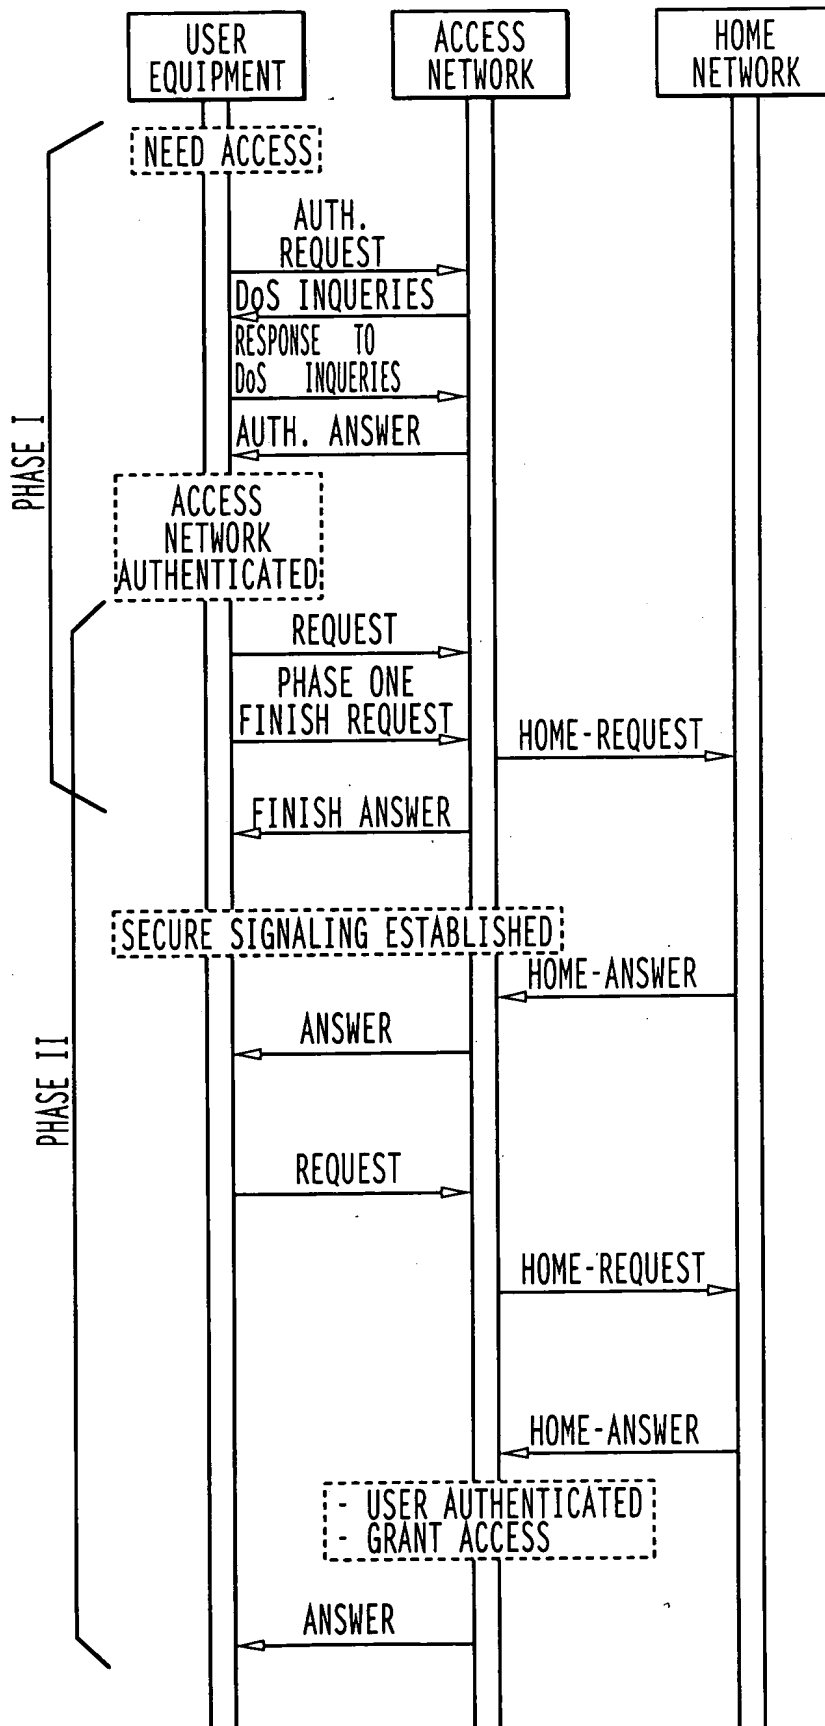 USER
EQUIPMENT
ACCESS
NETWORK
HOME
NETWORK
NEED ACCESS
AUTH.
REQUEST
DoS INQUERIES
RESPONSE TO
DoS INQUERIES
AUTH. ANSWER
PHASE I
ACCESS
NETWORK
AUTHENTICATED
REQUEST
PHASE ONE
FINISH REQUEST
HOME-REQUEST
FINISH ANSWER
SECURE SIGNALING ESTABLISHED
HOME-ANSWER
ANSWER
PHASE II
REQUEST
HOME-REQUEST
HOME-ANSWER
- USER AUTHENTICATED
- GRANT ACCESS
ANSWER